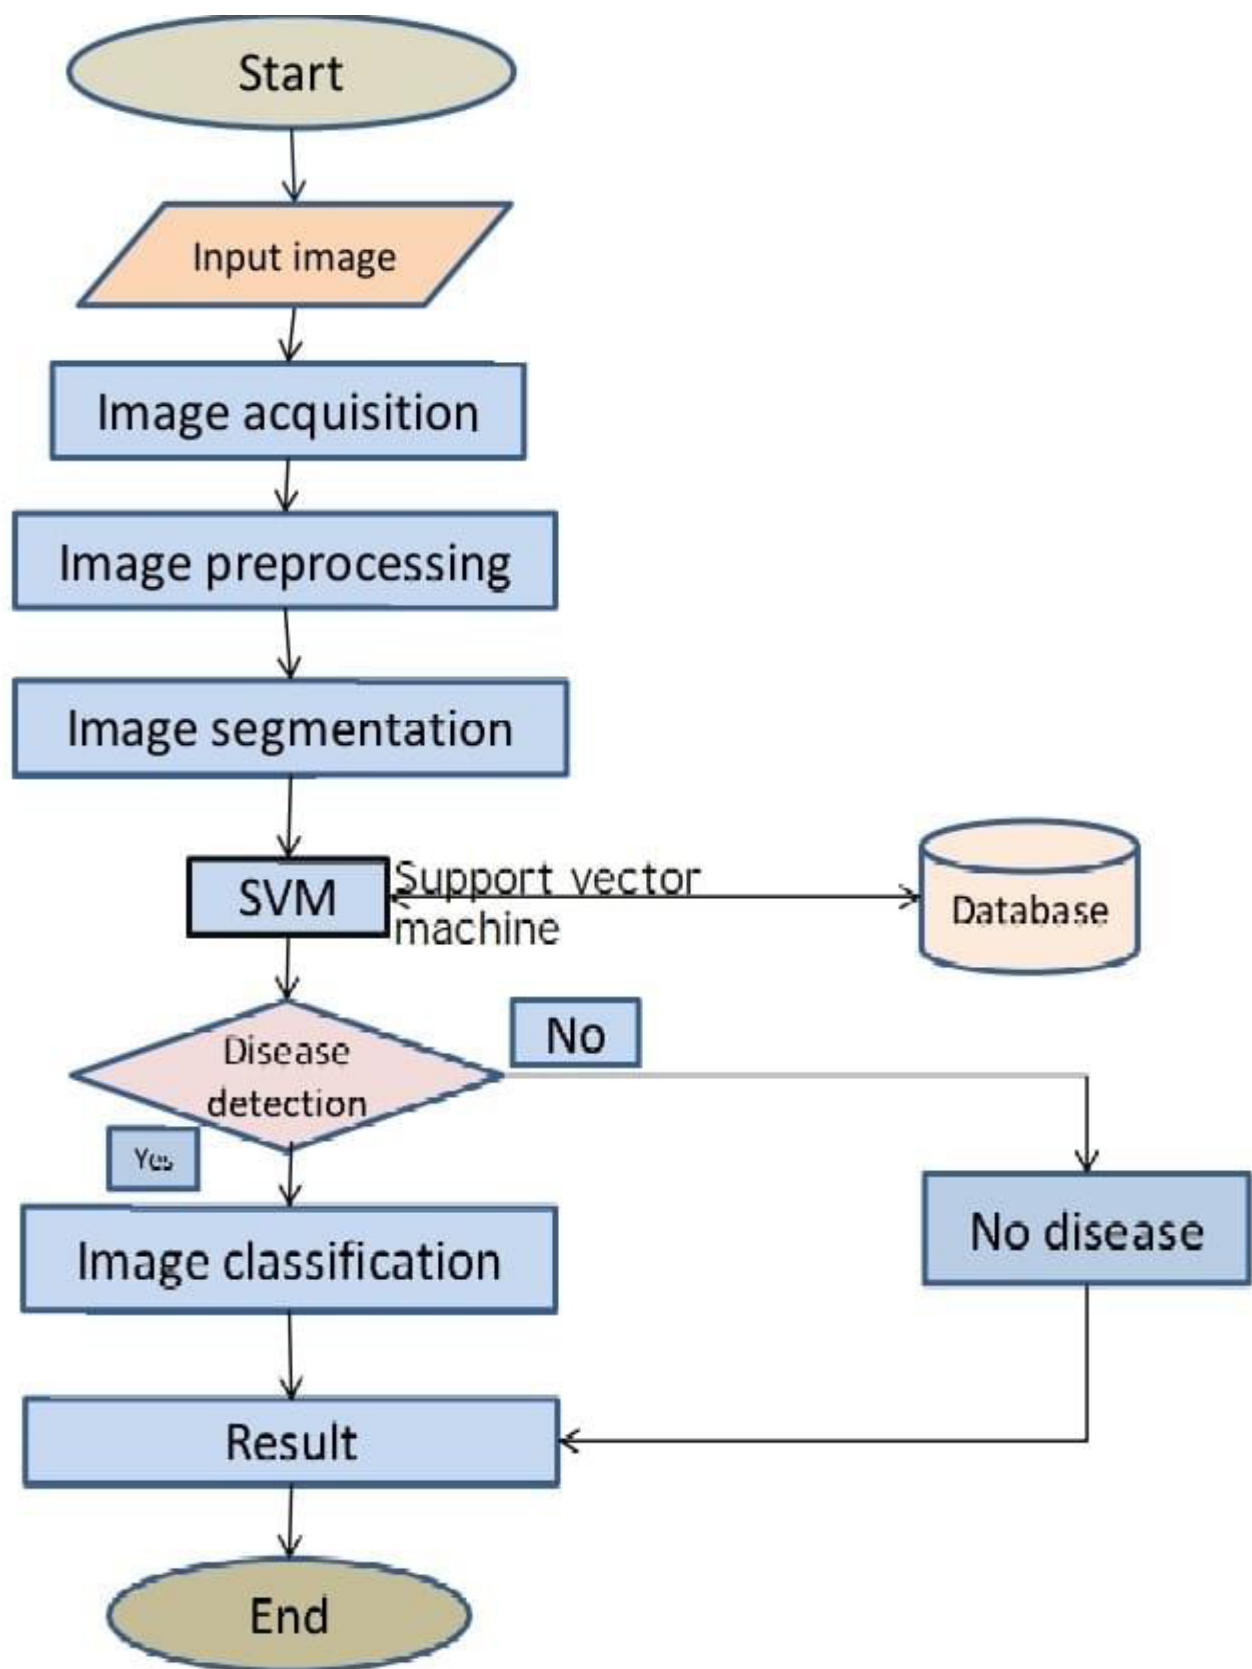 Start
Input image
Image acquisition
Image preprocessing
Image segmentation
SVM
Support vector
machine
Database
Disease
detection
No
Yes
Image classification
No disease
Result
End